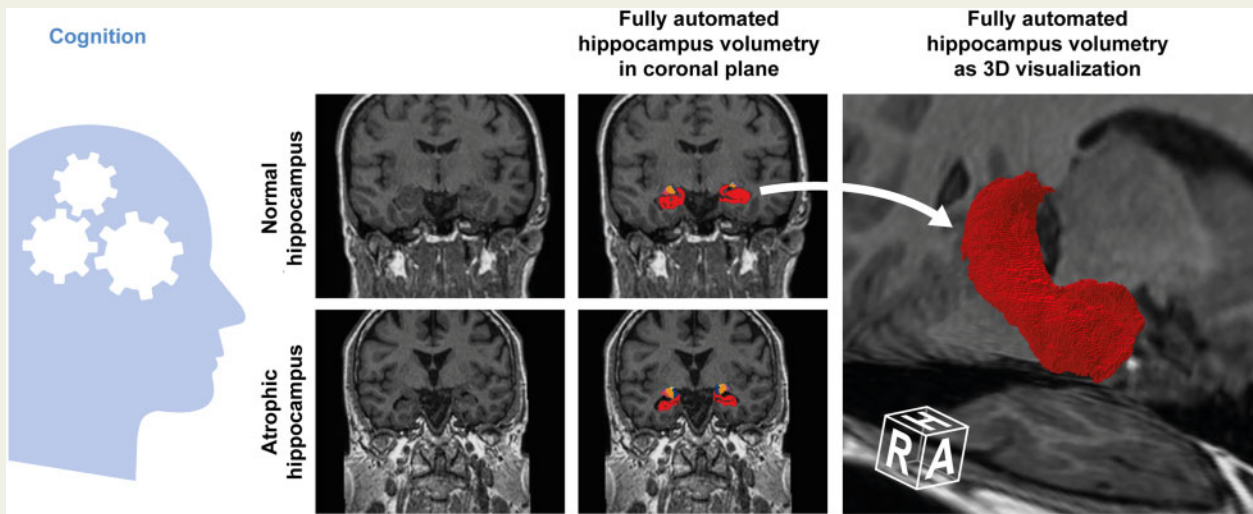 Cognition
Fully automated
hippocampus volumetry
in coronal plane
Fully automated
hippocampus volumetry
as 3D visualization
Normal
hippocampus
Atrophic
hippocampus
H
R A